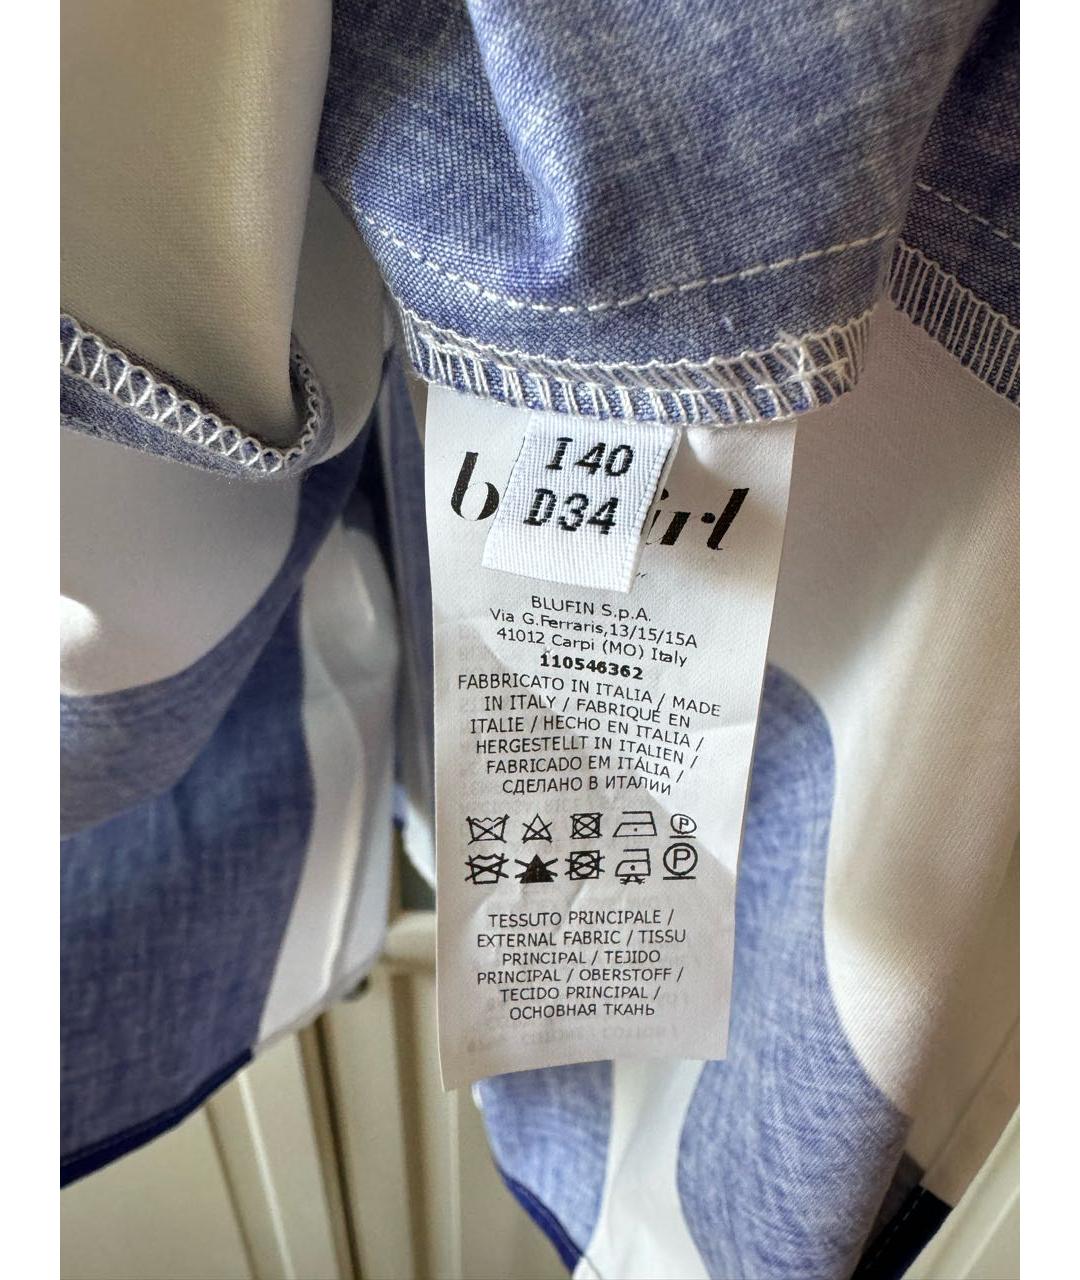 I 40
D34
BLUFIN S.p.A.
Via G.Ferraris,13/15/15A
41012 Carpi (MO) Italy
110546362
FABBRICATO IN ITALIA / MADE
IN ITALY / FABRIQUÉ EN
ITALIE / HECHO EN ITALIA /
HERGESTELLT IN ITALIEN /
FABRICADO EM ITÁLIA /
СДЕЛАНО В ИТАЛИИ
P
P
TESSUTO PRINCIPALE /
EXTERNAL FABRIC / TISSU
PRINCIPAL / TEJIDO
PRINCIPAL / OBERSTOFF /
TECIDO PRINCIPAL /
ОСНОВНАЯ ТКАНЬ